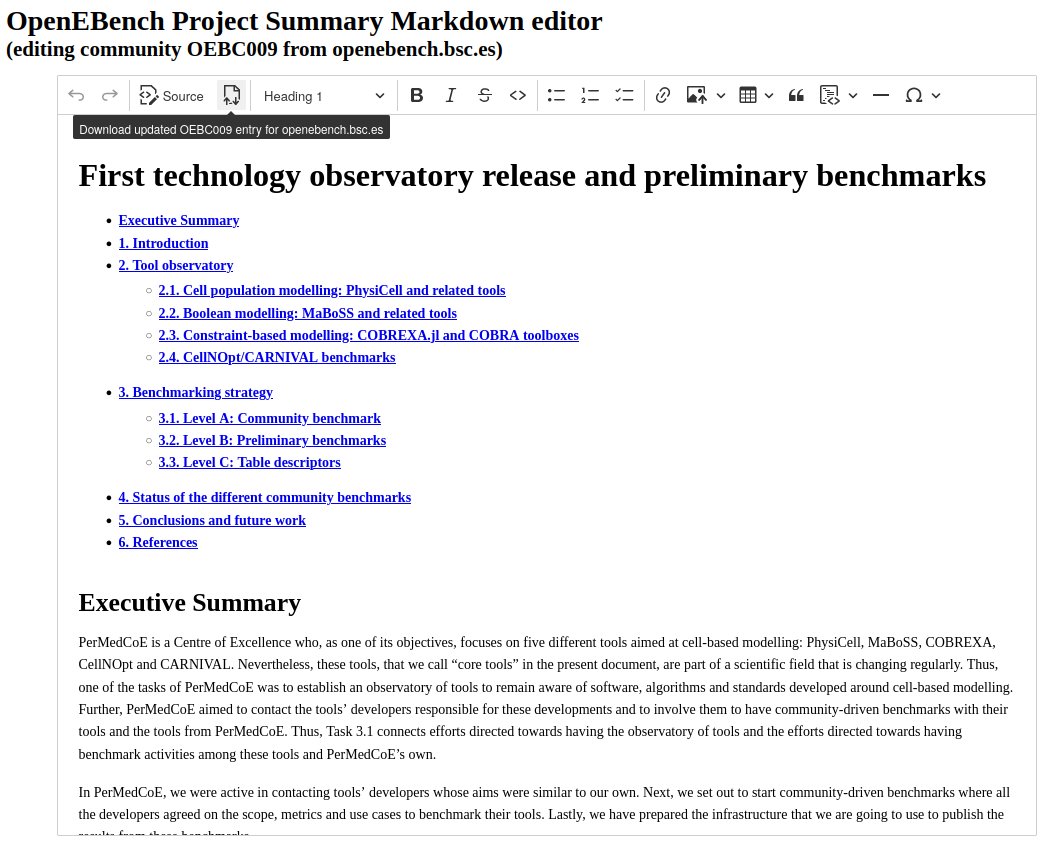 OpenEBench Project Summary Markdown editor
(editing community OEBC009 from openebench.bsc.es)
Source
Heading 1
B I S
Download updated OEBC009 entry for openebench.bsc.es
First technology observatory release and preliminary benchmarks
Executive Summary
1. Introduction
2. Tool observatory
2.1. Cell population modelling: PhysiCell and related tools
2.2. Boolean modelling: MaBoSS and related tools
2.3. Constraint-based modelling: COBREXA.jl and COBRA toolboxes
2.4. CellNOpt/CARNIVAL benchmarks
3. Benchmarking strategy
3.1. Level A: Community benchmark
3.2. Level B: Preliminary benchmarks
3.3. Level C: Table descriptors
4. Status of the different community benchmarks
5. Conclusions and future work
6. References
Executive Summary
PerMedCoE is a Centre of Excellence who, as one of its objectives, focuses on five different tools aimed at cell-based modelling: PhysiCell, MaBoSS, COBREXA,
CellNOpt and CARNIVAL. Nevertheless, these tools, that we call “core tools” in the present document, are part of a scientific field that is changing regularly. Thus,
one of the tasks of PerMedCoE was to establish an observatory of tools to remain aware of software, algorithms and standards developed around cell-based modelling.
Further, PerMedCoE aimed to contact the tools’ developers responsible for these developments and to involve them to have community-driven benchmarks with their
tools and the tools from PerMedCoE. Thus, Task 3.1 connects efforts directed towards having the observatory of tools and the efforts directed towards having
benchmark activities among these tools and PerMedCoE’s own.
In PerMedCoE, we were active in contacting tools’ developers whose aims were similar to our own. Next, we set out to start community-driven benchmarks where all
the developers agreed on the scope, metrics and use cases to benchmark their tools. Lastly, we have prepared the infrastructure that we are going to use to publish the
results from these benchmarks.